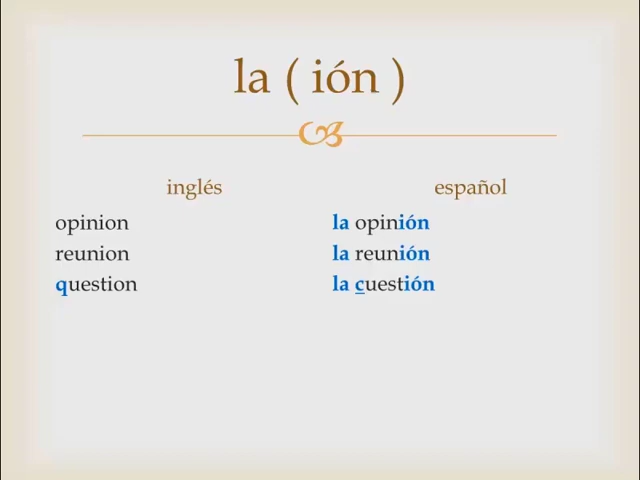 la ( ión )
inglés español
opinion la opinión
reunion la reunión
question la cuestión